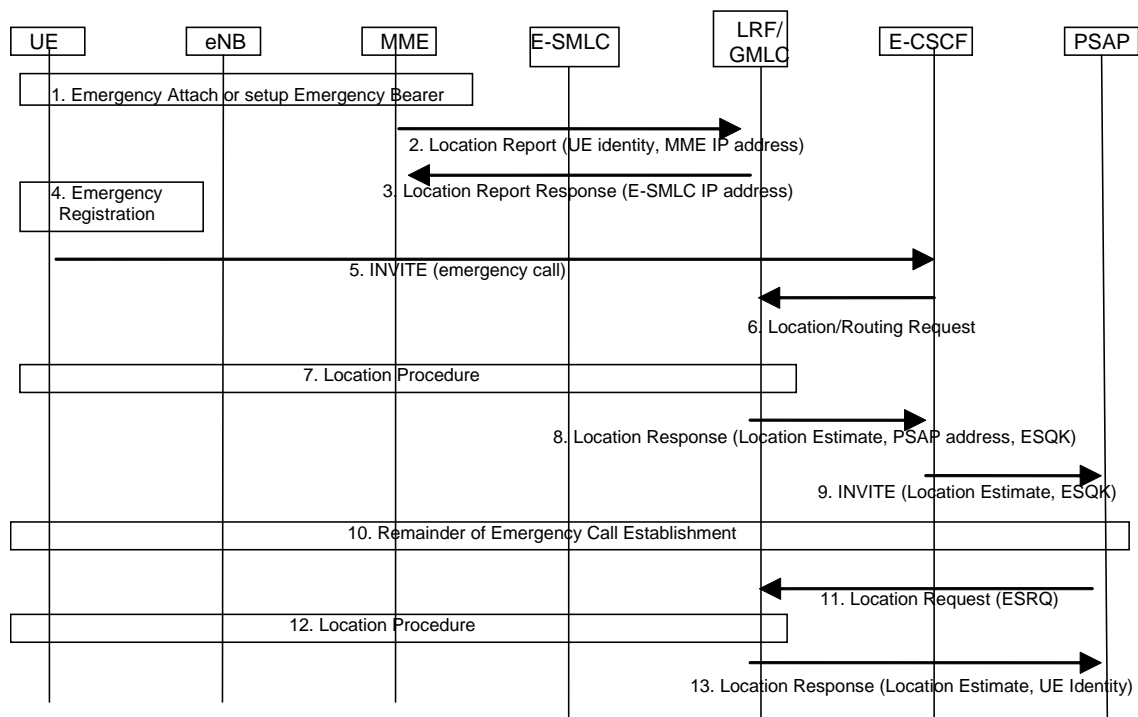 UE
eNB
MME
E-SMLC
LRF/
GMLC
E-CSCF
PSAP
1. Emergency Attach or setup Emergency Bearer
2. Location Report (UE identity, MME IP address)
3. Location Report Response (E-SMLC IP address)
4. Emergency
Registration
5. INVITE (emergency call)
6. Location/Routing Request
7. Location Procedure
8. Location Response (Location Estimate, PSAP address, ESQK)
9. INVITE (Location Estimate, ESQK)
10. Remainder of Emergency Call Establishment
11. Location Request (ESRQ)
12. Location Procedure
13. Location Response (Location Estimate, UE Identity)